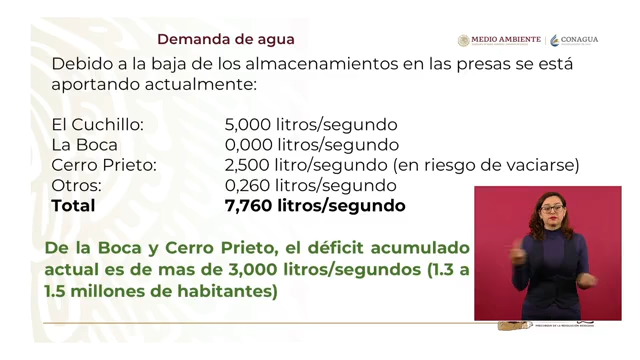 Demanda de agua
MEDIO AMBIENTE
CONAGUA
Debido a la baja de los almacenamientos en las presas se está
aportando actualmente:
El Cuchillo: 5,000 litros/segundo
La Boca 0,000 litros/segundo
Cerro Prieto: 2,500 litro/segundo (en riesgo de vaciarse)
Otros: 0,260 litros/segundo
Total 7,760 litros/segundo
De la Boca y Cerro Prieto, el déficit acumulado
actual es de mas de 3,000 litros/segundos (1.3 a
1.5 millones de habitantes)